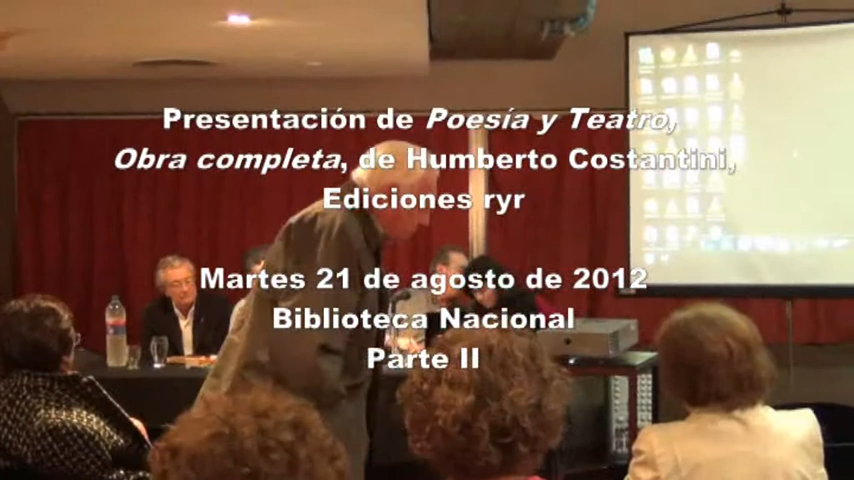 Presentación de Poesía y Teatro,
Obra completa, de Humberto Costantini,
Ediciones ryr
Martes 21 de agosto de 2012
Biblioteca Nacional
Parte II